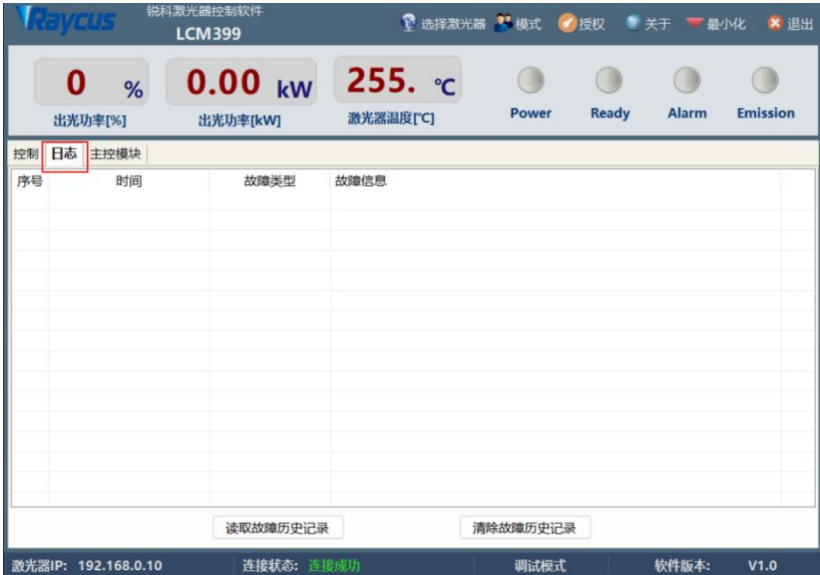 Raycus 锐科激光器控制软件
LCM399
选择激光器 模式 授权 关于 最小化 退出
0 % 0.00 kW 255. ℃
出光功率[%] 出光功率[kW] 激光器温度[℃] Power Ready Alarm Emission
控制 日志 主控模块
序号 时间 故障类型 故障信息
读取故障历史记录 清除故障历史记录
激光器IP: 192.168.0.10 连接状态: 连接成功 调试模式 软件版本: V1.0